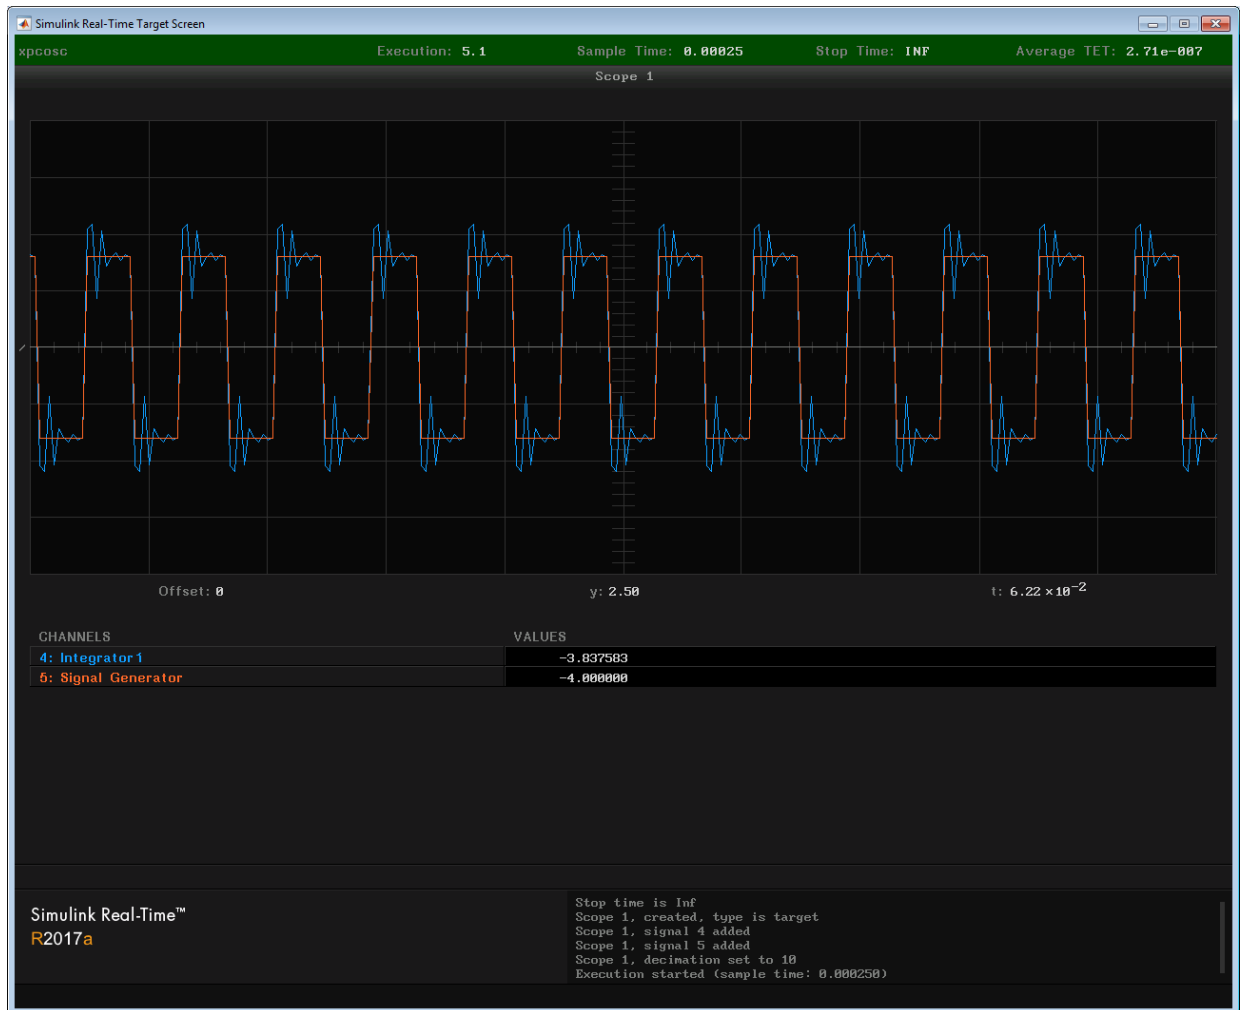 Simulink Real-Time Target Screen
xpcosc Execution: 5.1 Sample Time: 0.00025 Stop Time: INF Average TET: 2.71e-007
Scope 1
Offset: 0 y: 2.50 t: 6.22 ×10⁻²
CHANNELS VALUES
4: Integrator1 -3.837583
5: Signal Generator -4.000000
Simulink Real-Time™
R2017a
Stop time is Inf
Scope 1, created, type is target
Scope 1, signal 4 added
Scope 1, signal 5 added
Scope 1, decimation set to 10
Execution started (sample time: 0.000250)